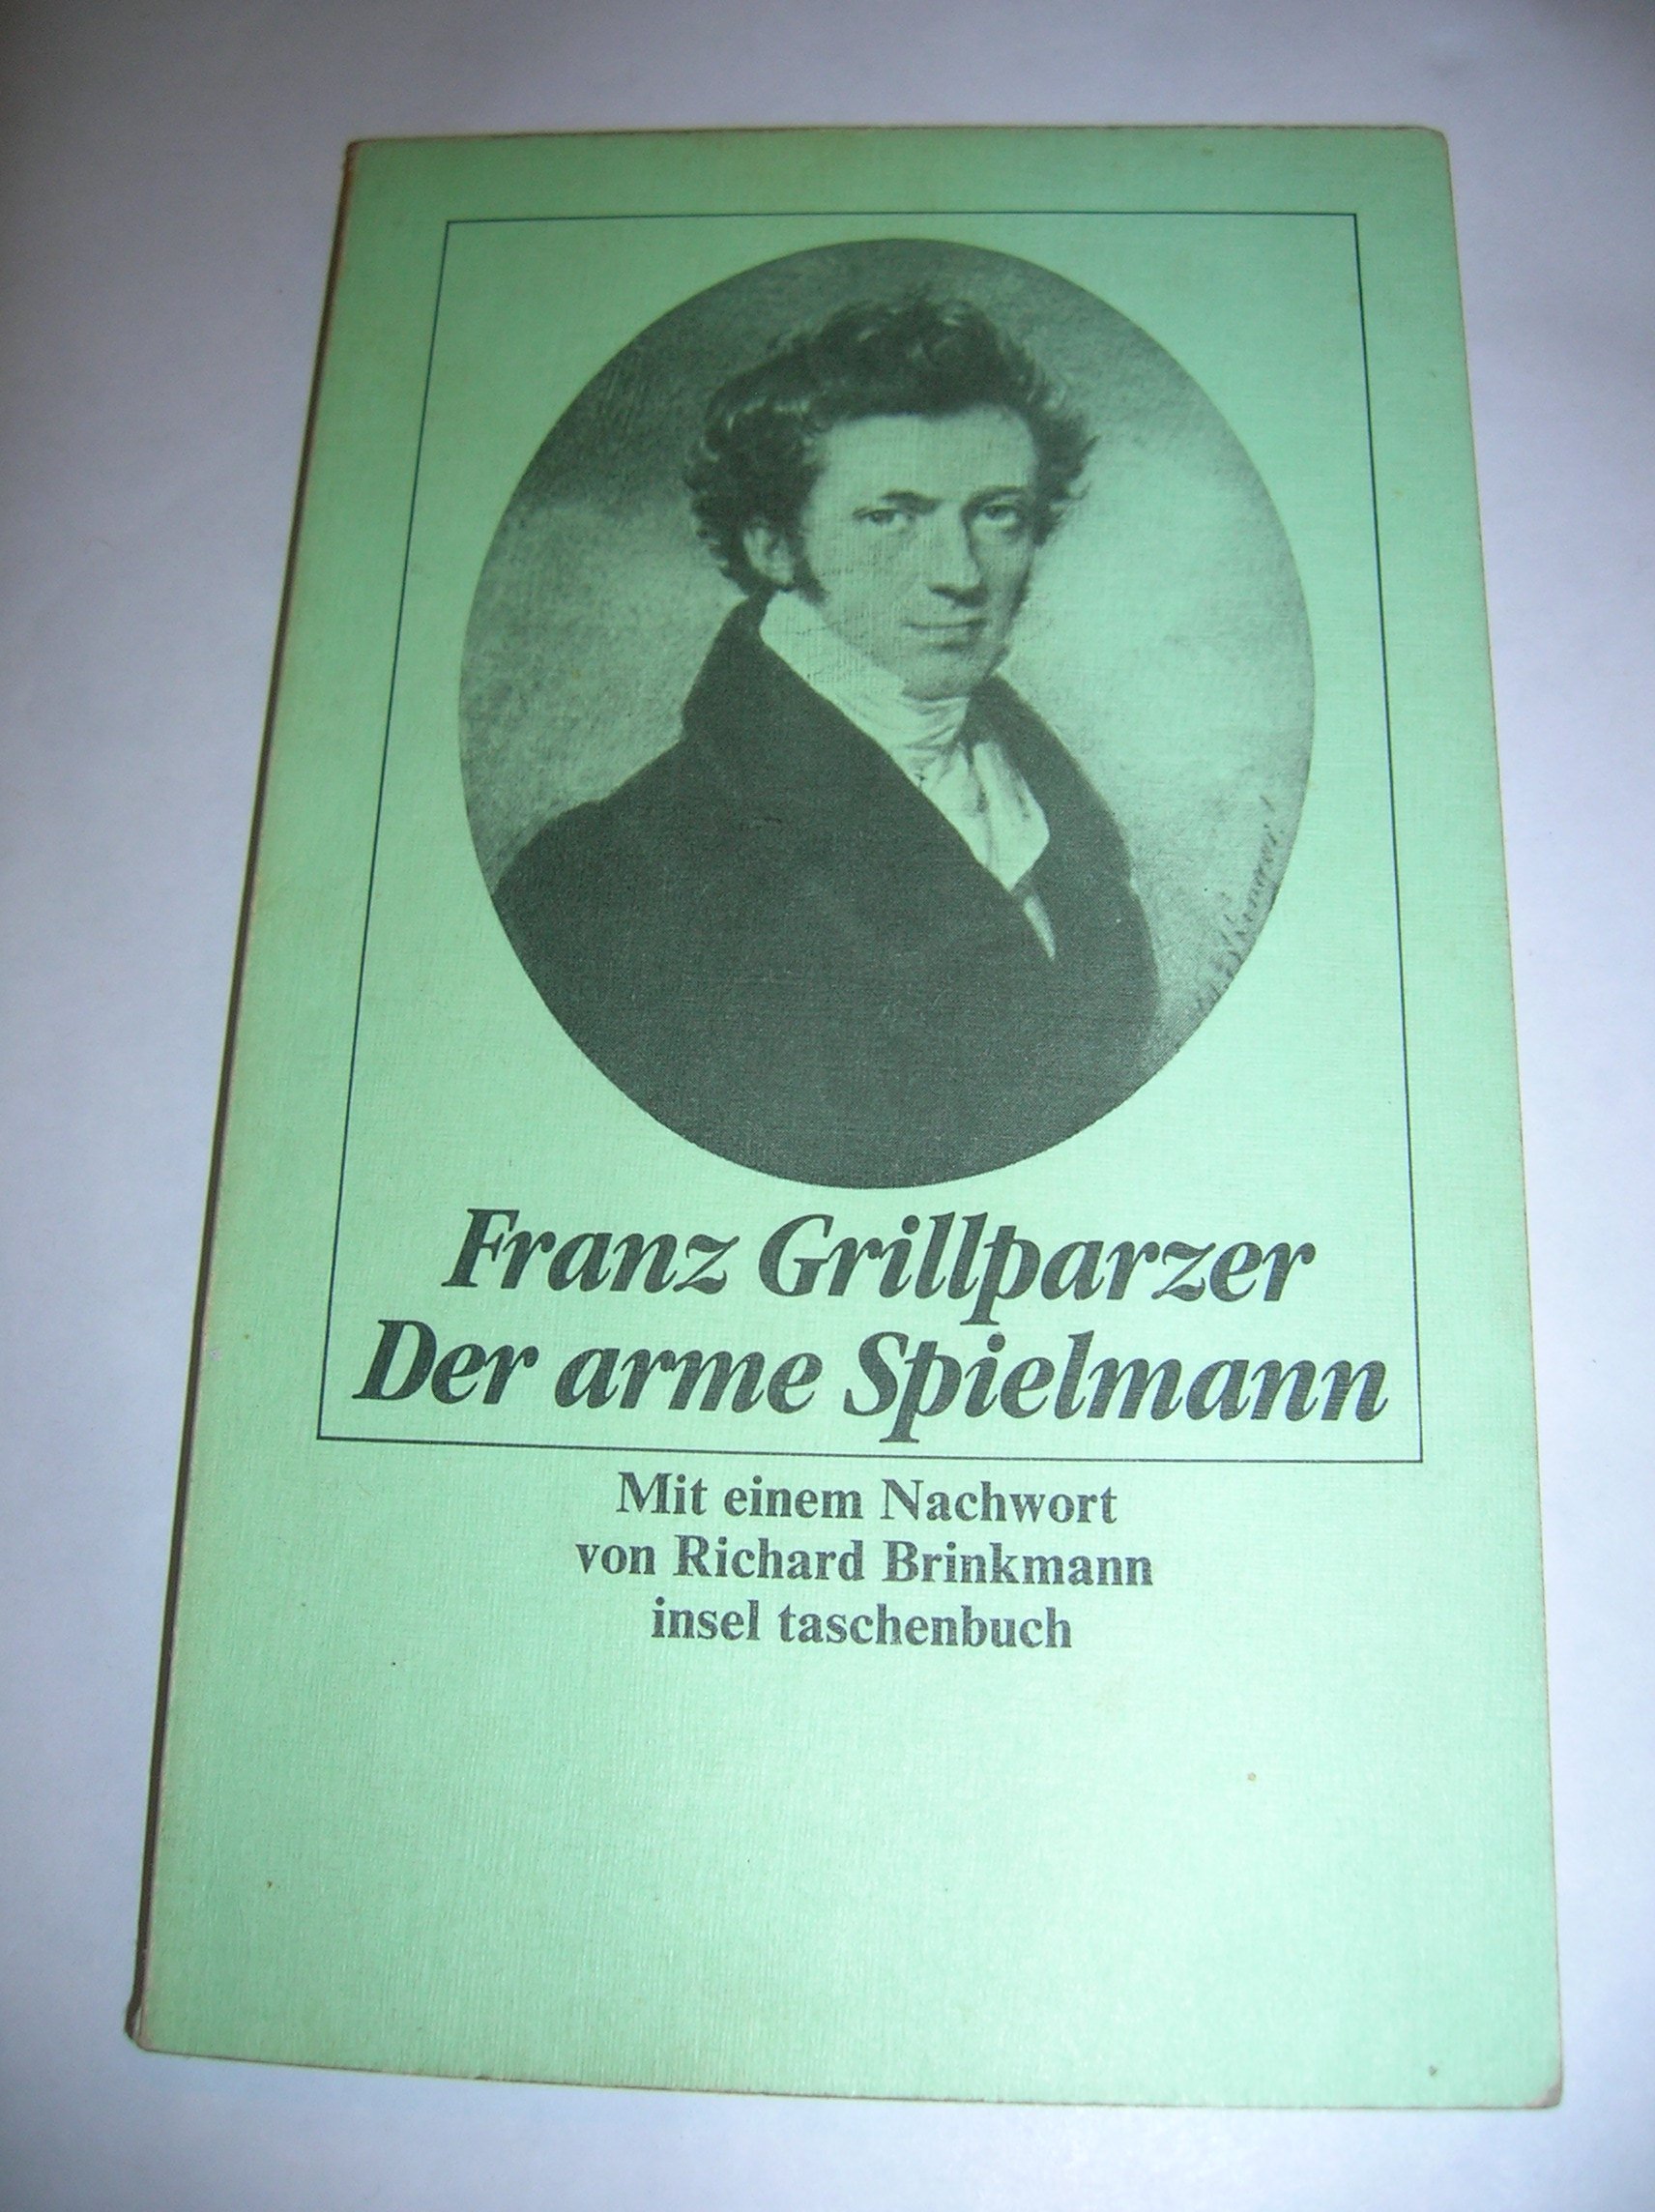 Franz Grillparzer
Der arme Spielmann
Mit einem Nachwort
von Richard Brinkmann
insel taschenbuch